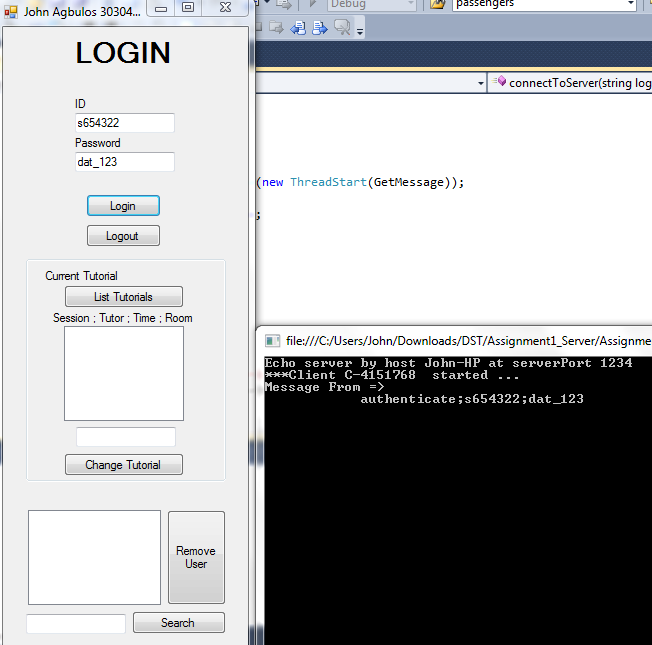 John Agbulos 30304...
LOGIN
ID
s654322
Password
dat_123
Login
Logout
Current Tutorial
List Tutorials
Session ; Tutor ; Time ; Room
Change Tutorial
Remove
User
Search
Debug
passengers
connectToServer(string log
(new ThreadStart(GetMessage));
;
file:///C:/Users/John/Downloads/DST/Assignment1_Server/Assignme
Echo server by host John-HP at serverPort 1234
***Client C-4151768 started ...
Message From =>
authenticate;s654322;dat_123